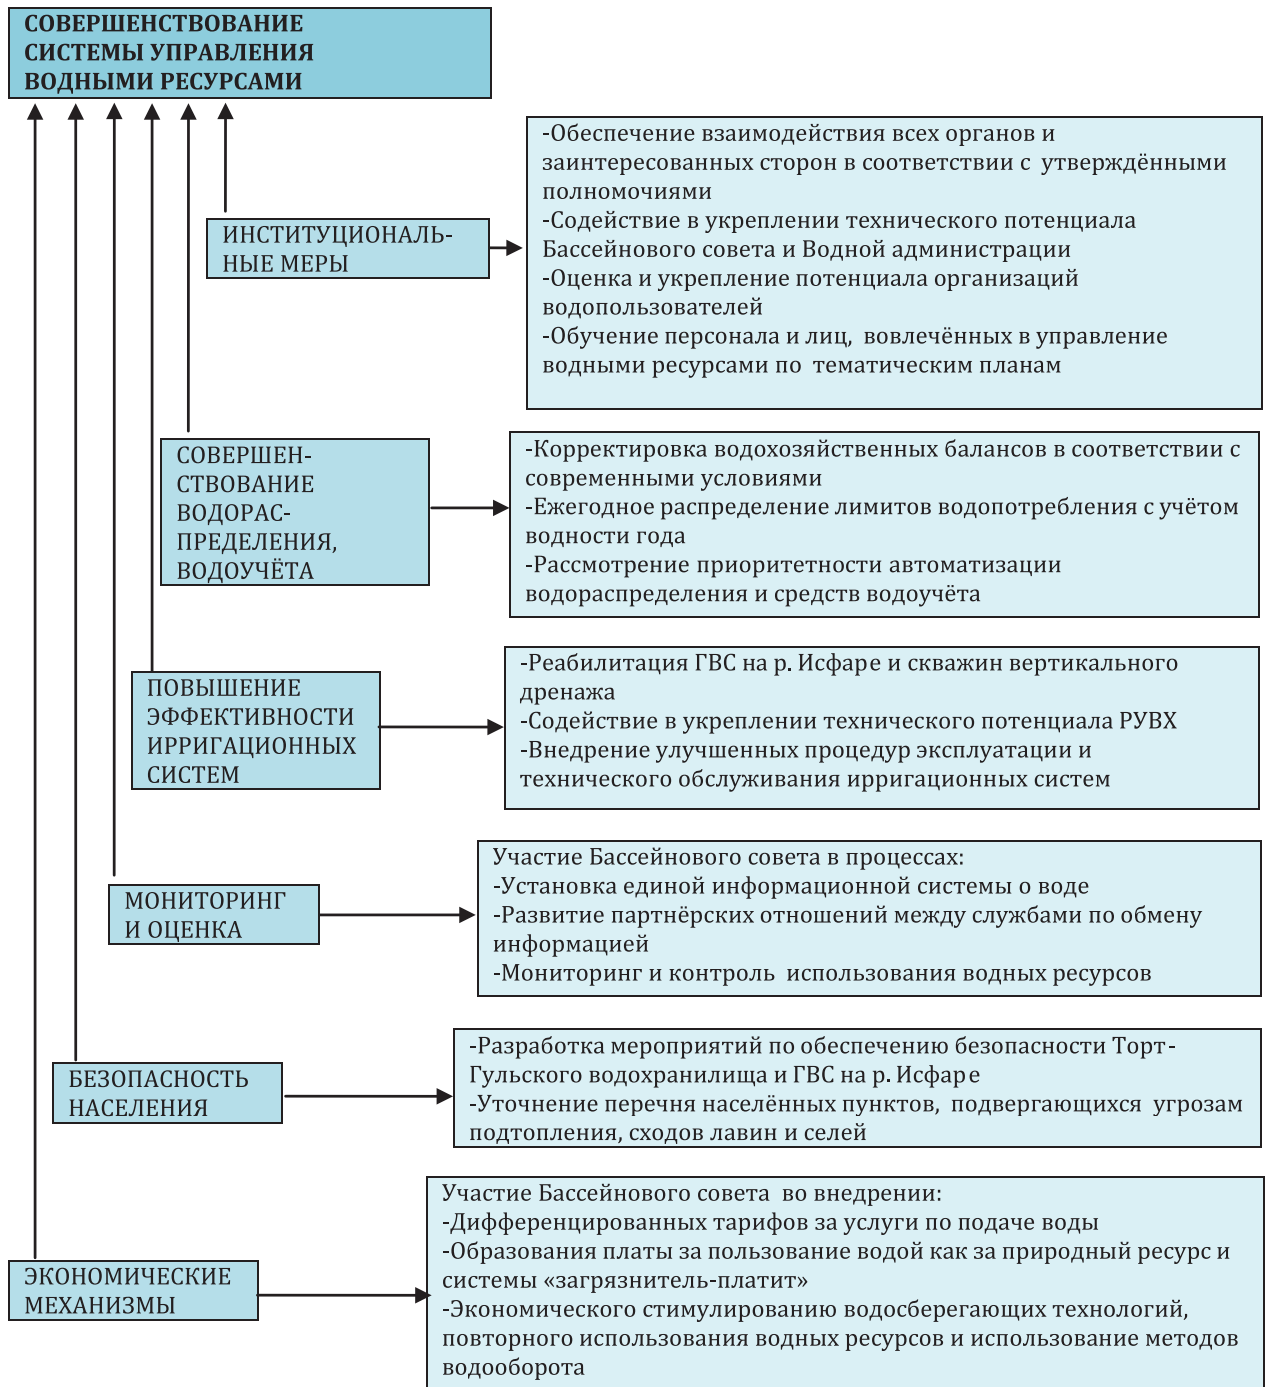 СОВЕРШЕНСТВОВАНИЕ
СИСТЕМЫ УПРАВЛЕНИЯ
ВОДНЫМИ РЕСУРСАМИ
ИНСТИТУЦИОНАЛЬ-
НЫЕ МЕРЫ
-Обеспечение взаимодействия всех органов и
заинтересованных сторон в соответствии с утверждёнными
полномочиями
-Содействие в укреплении технического потенциала
Бассейнового совета и Водной администрации
-Оценка и укрепление потенциала организаций
водопользователей
-Обучение персонала и лиц, вовлечённых в управление
водными ресурсами по тематическим планам
СОВЕРШЕН-
СТВОВАНИЕ
ВОДОРАС-
ПРЕДЕЛЕНИЯ,
ВОДОУЧЁТА
-Корректировка водохозяйственных балансов в соответствии с
современными условиями
-Ежегодное распределение лимитов водопотребления с учётом
водности года
-Рассмотрение приоритетности автоматизации
водораспределения и средств водоучёта
ПОВЫШЕНИЕ
ЭФФЕКТИВНОСТИ
ИРРИГАЦИОННЫХ
СИСТЕМ
-Реабилитация ГВС на р. Исфаре и скважин вертикального
дренажа
-Содействие в укреплении технического потенциала РУВХ
-Внедрение улучшенных процедур эксплуатации и
технического обслуживания ирригационных систем
МОНИТОРИНГ
И ОЦЕНКА
Участие Бассейнового совета в процессах:
-Установка единой информационной системы о воде
-Развитие партнёрских отношений между службами по обмену
информацией
-Мониторинг и контроль использования водных ресурсов
БЕЗОПАСНОСТЬ
НАСЕЛЕНИЯ
-Разработка мероприятий по обеспечению безопасности Торт-
Гульского водохранилища и ГВС на р. Исфаре
-Уточнение перечня населённых пунктов, подвергающихся угрозам
подтопления, сходов лавин и селей
ЭКОНОМИЧЕСКИЕ
МЕХАНИЗМЫ
Участие Бассейнового совета во внедрении:
-Дифференцированных тарифов за услуги по подаче воды
-Образования платы за пользование водой как за природный ресурс и
системы «загрязнитель-платит»
-Экономического стимулированию водосберегающих технологий,
повторного использования водных ресурсов и использование методов
водооборота